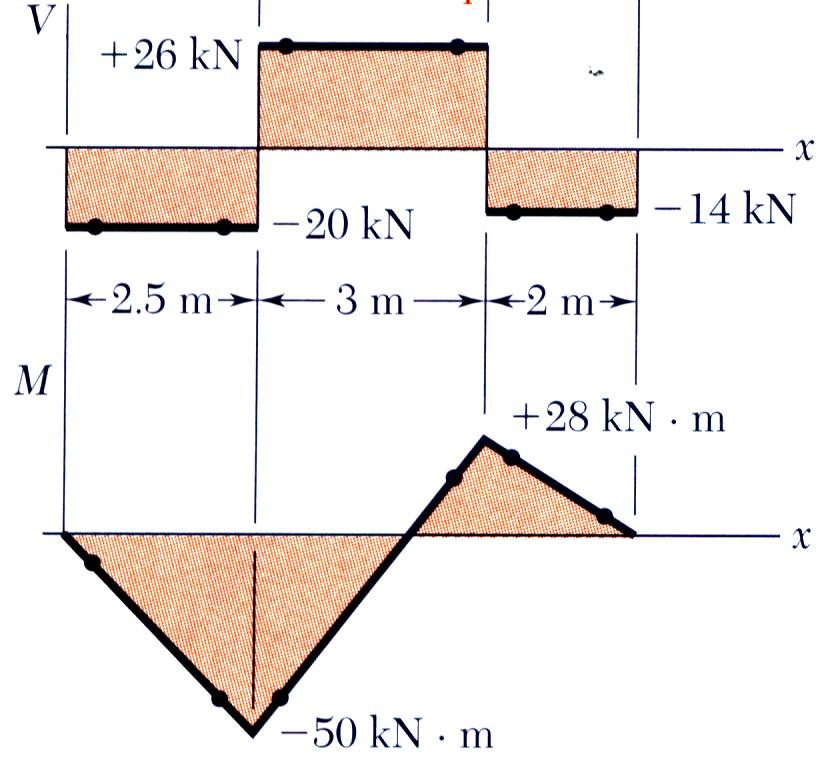 V
+26 kN
x
−20 kN
−14 kN
2.5 m
3 m
2 m
M
+28 kN · m
x
−50 kN · m